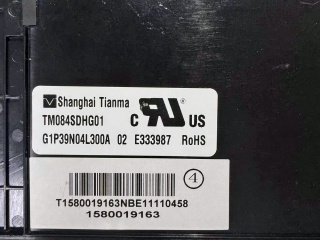 Shanghai Tianma
TM084SDHG01
C US
G1P39N04L300A 02 E333987 RoHS
4
T1580019163NBE11110458
1580019163